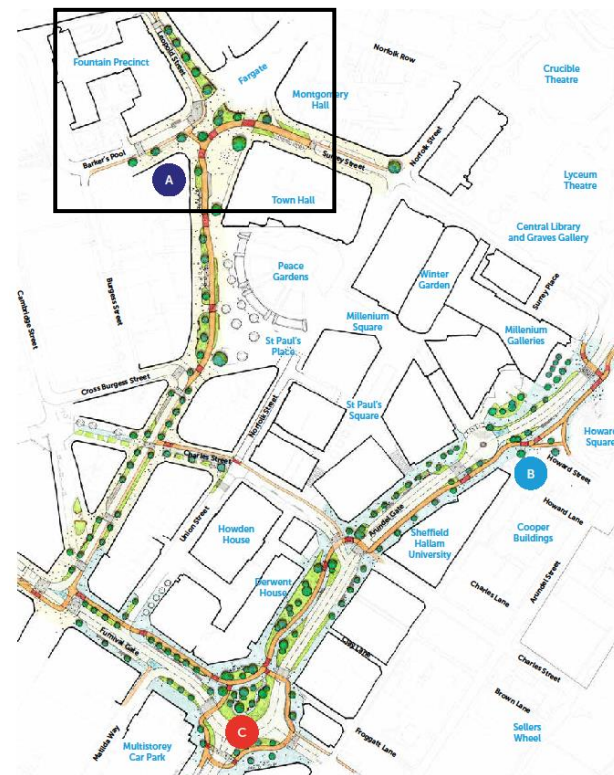 Leopold Street
Fountain Precinct
Fargate
Norfolk Row
Crucible
Theatre
Montgomery
Hall
Barker's Pool
A
Surrey Street
Norfolk Street
Lyceum
Theatre
Town Hall
Central Library
and Graves Gallery
Peace
Gardens
Winter
Garden
Surrey Place
Burgess Street
Cambridge Street
Millenium
Square
Millenium
Galleries
St Paul's
Place
Cross Burgess Street
Norfolk Street
St Paul's
Square
Howard
Square
Charles Street
Howard Street
B
Union Street
Howden
House
Arundel Gate
Sheffield
Hallam
University
Howard Lane
Cooper
Buildings
Derwent
House
Charles Lane
Arundel Street
Furnival Gate
Charles Street
Brown Lane
C
Matilda Way
Froggatt Lane
Sellers
Wheel
Multistorey
Car Park